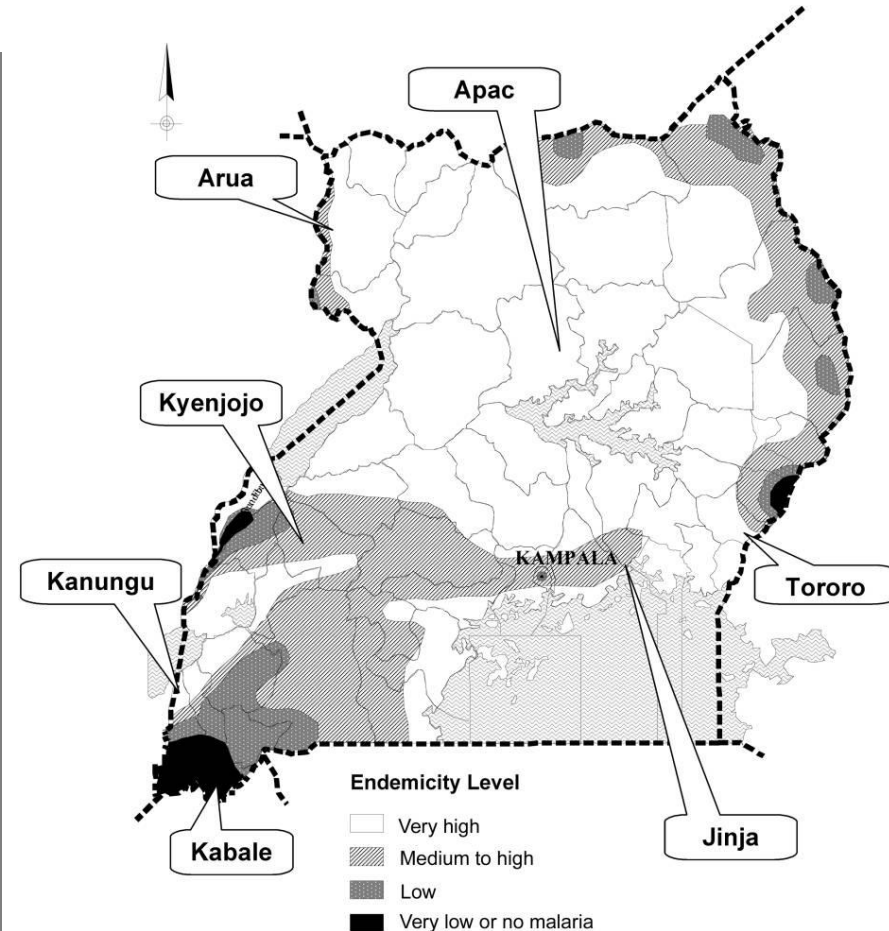 Apac
Arua
Kyenjojo
KAMPALA
Kanungu
Tororo
Endemicity Level
Very high
Jinja
Medium to high
Kabale
Low
Very low or no malaria